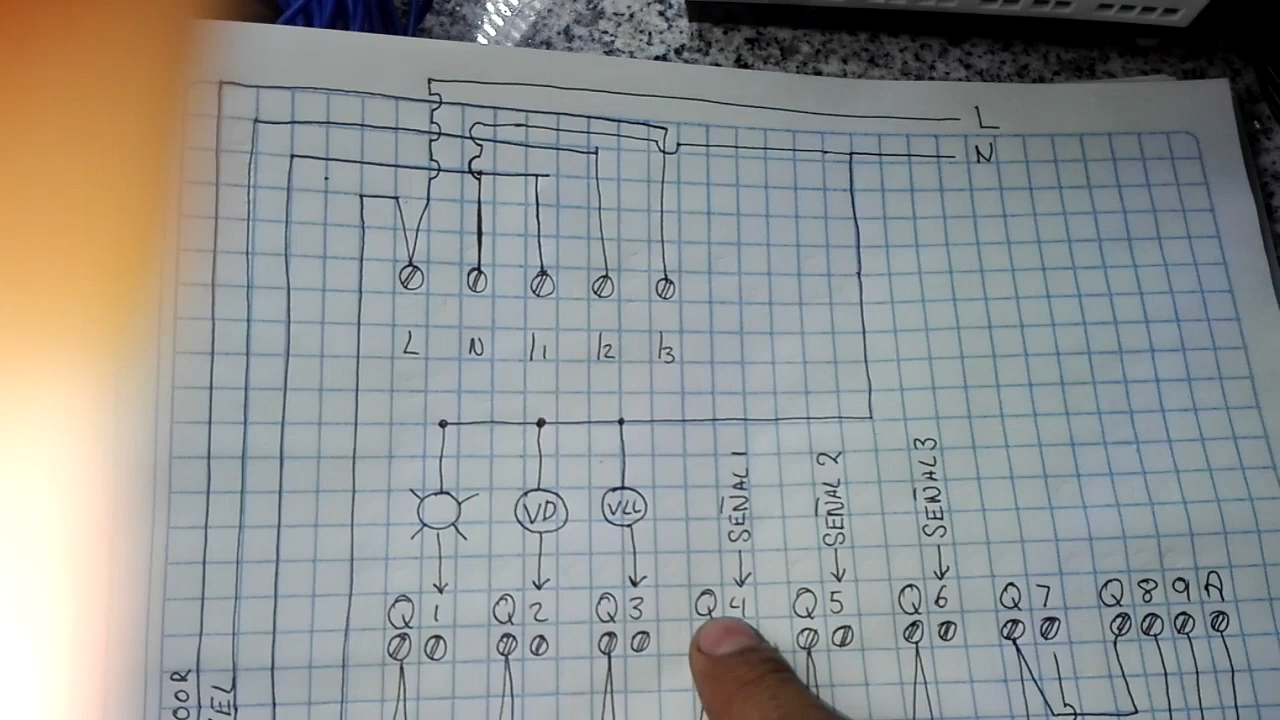 L
N
L N I1 I2 I3
SEÑAL 1
SEÑAL 2
SEÑAL 3
VD VLL
Q 1 Q 2 Q 3 Q 4 Q 5 Q 6 Q 7 Q 8 9 A